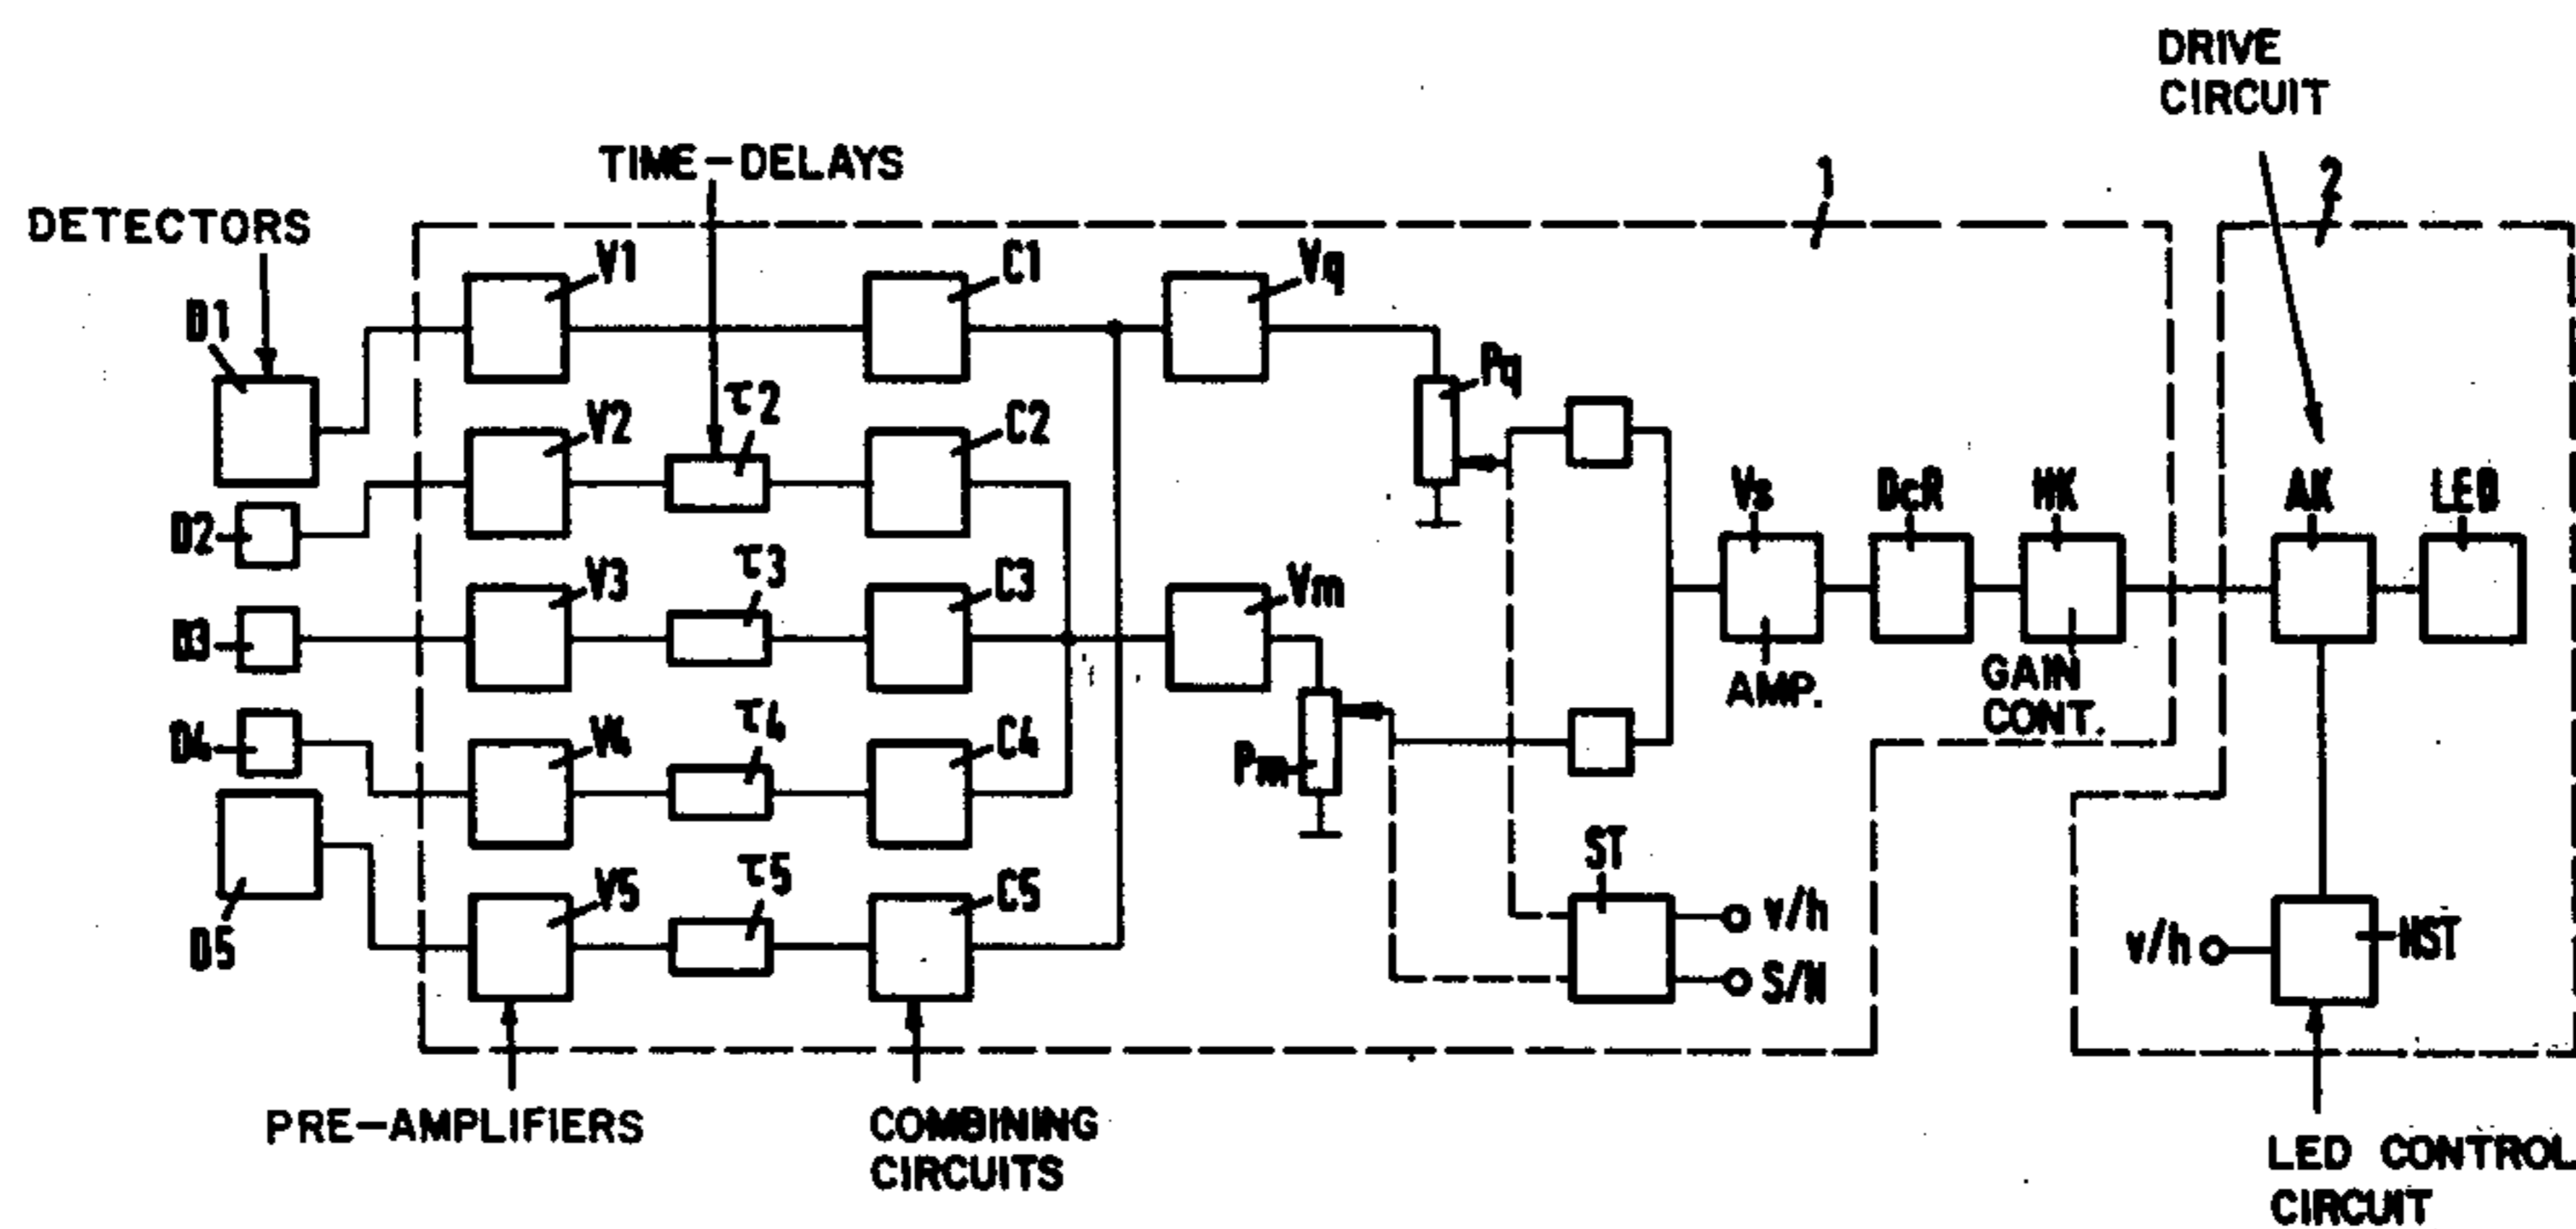 DRIVE
CIRCUIT
TIME-DELAYS
1
2
DETECTORS
V1
C1
Vq
D1
Pq
τ2
V2
C2
Vs
DcR
HK
AK
LED
D2
τ3
V3
C3
Vm
D3
GAIN
CONT.
AMP.
D4
V4
τ4
C4
Pm
ST
τ5
V5
C5
v/h
D5
v/h
HST
S/N
PRE-AMPLIFIERS
COMBINING
CIRCUITS
LED CONTROL
CIRCUIT